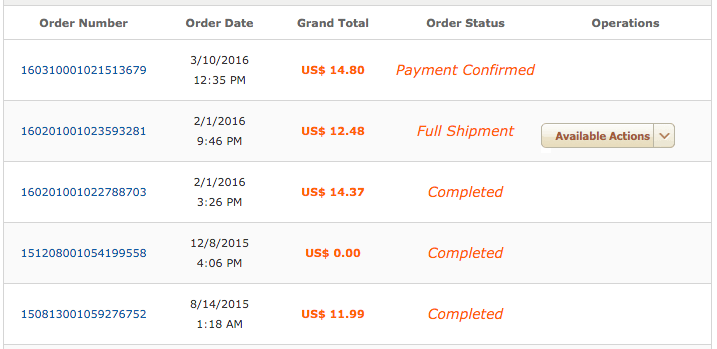 Order Number Order Date Grand Total Order Status Operations
160310001021513679 3/10/2016 12:35 PM US$ 14.80 Payment Confirmed
160201001023593281 2/1/2016 9:46 PM US$ 12.48 Full Shipment Available Actions
160201001022788703 2/1/2016 3:26 PM US$ 14.37 Completed
151208001054199558 12/8/2015 4:06 PM US$ 0.00 Completed
150813001059276752 8/14/2015 1:18 AM US$ 11.99 Completed